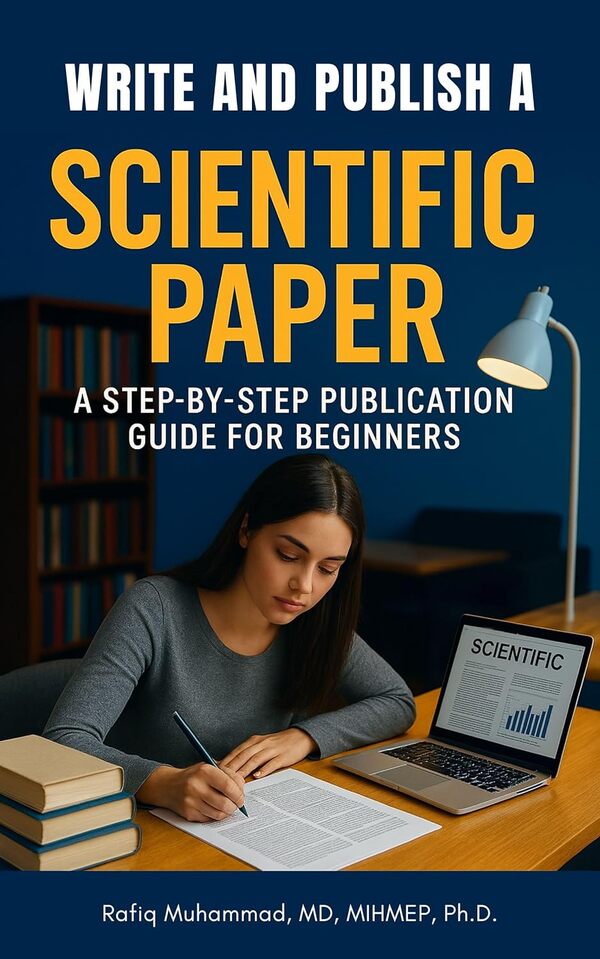 WRITE AND PUBLISH A
SCIENTIFIC
PAPER
A STEP-BY-STEP PUBLICATION
GUIDE FOR BEGINNERS
SCIENTIFIC
Rafiq Muhammad, MD, MIHMEP, Ph.D.